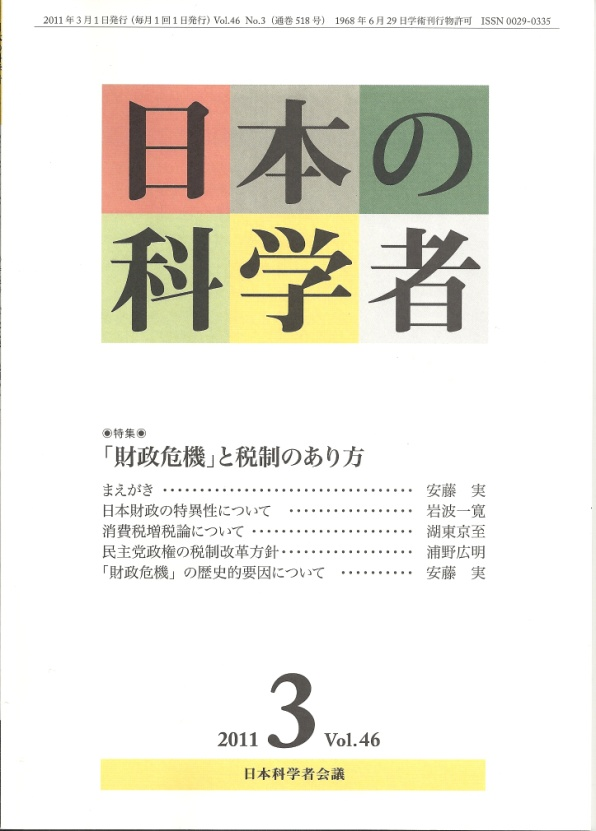 2011年3月1日発行(毎月1回1日発行)Vol.46 No.3(通巻518号) 1968年6月29日学術刊行物許可 ISSN 0029-0335
日本の
科学者
◉特集◉
「財政危機」と税制のあり方
まえがき ………………………………… 安藤 実
日本財政の特異性について ………………… 岩波一寛
消費税増税論について ……………………… 湖東京至
民主党政権の税制改革方針………………… 浦野広明
「財政危機」の歴史的要因について ………… 安藤 実
2011 3 Vol.46
日本科学者会議